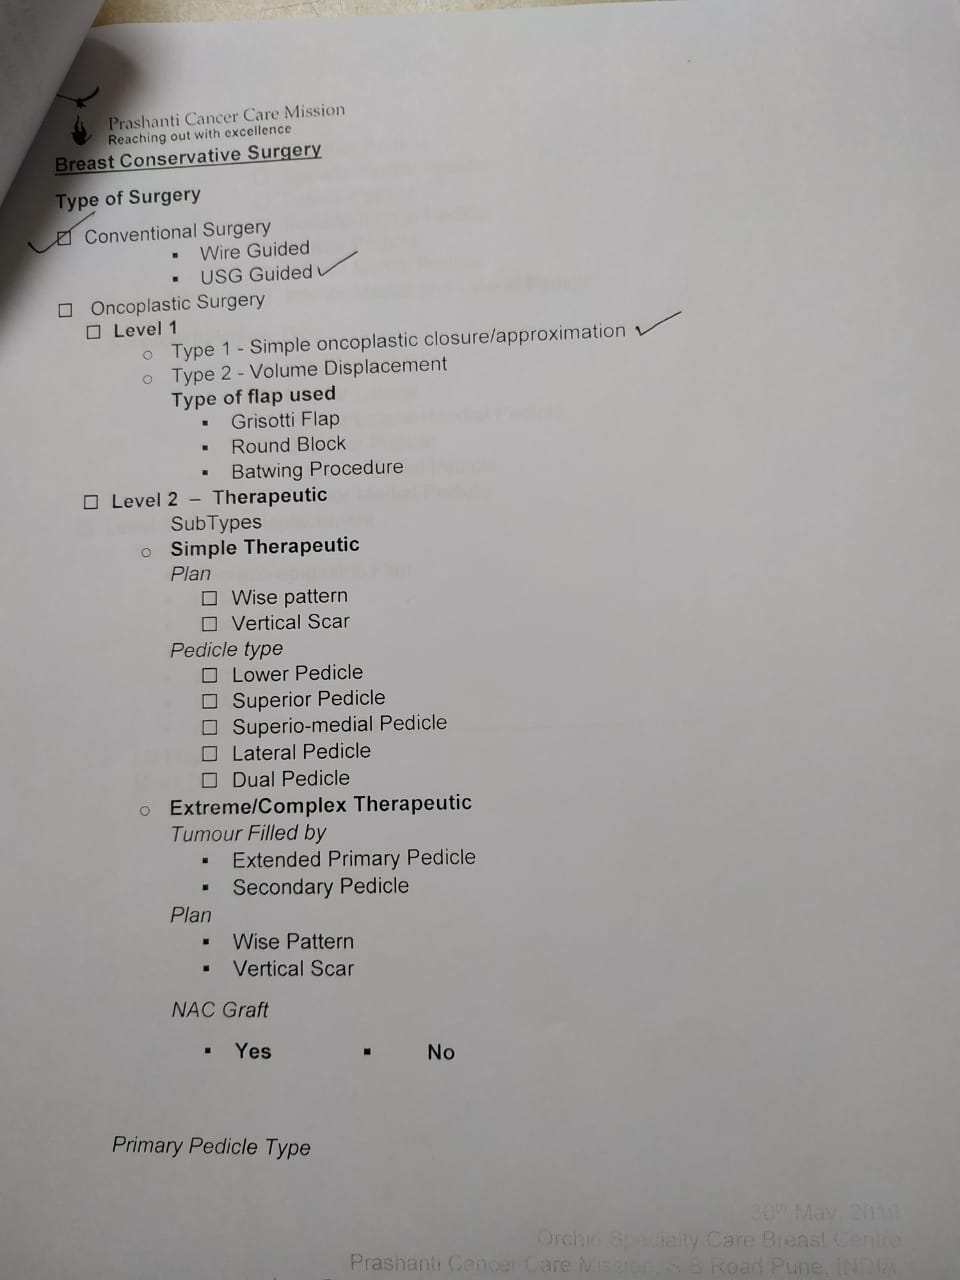 Prashanti Cancer Care Mission
Reaching out with excellence
Breast Conservative Surgery
Type of Surgery
☑ Conventional Surgery
▪ Wire Guided
▪ USG Guided ✓
☐ Oncoplastic Surgery
☐ Level 1
○ Type 1 - Simple oncoplastic closure/approximation ✓
○ Type 2 - Volume Displacement
Type of flap used
▪ Grisotti Flap
▪ Round Block
▪ Batwing Procedure
☐ Level 2 – Therapeutic
SubTypes
○ Simple Therapeutic
Plan
☐ Wise pattern
☐ Vertical Scar
Pedicle type
☐ Lower Pedicle
☐ Superior Pedicle
☐ Superio-medial Pedicle
☐ Lateral Pedicle
☐ Dual Pedicle
○ Extreme/Complex Therapeutic
Tumour Filled by
▪ Extended Primary Pedicle
▪ Secondary Pedicle
Plan
▪ Wise Pattern
▪ Vertical Scar
NAC Graft
▪ Yes ▪ No
Primary Pedicle Type
30th May, 2019
Orchid Specialty Care Breast Centre
Prashanti Cancer Care Mission, S B Road Pune, INDIA